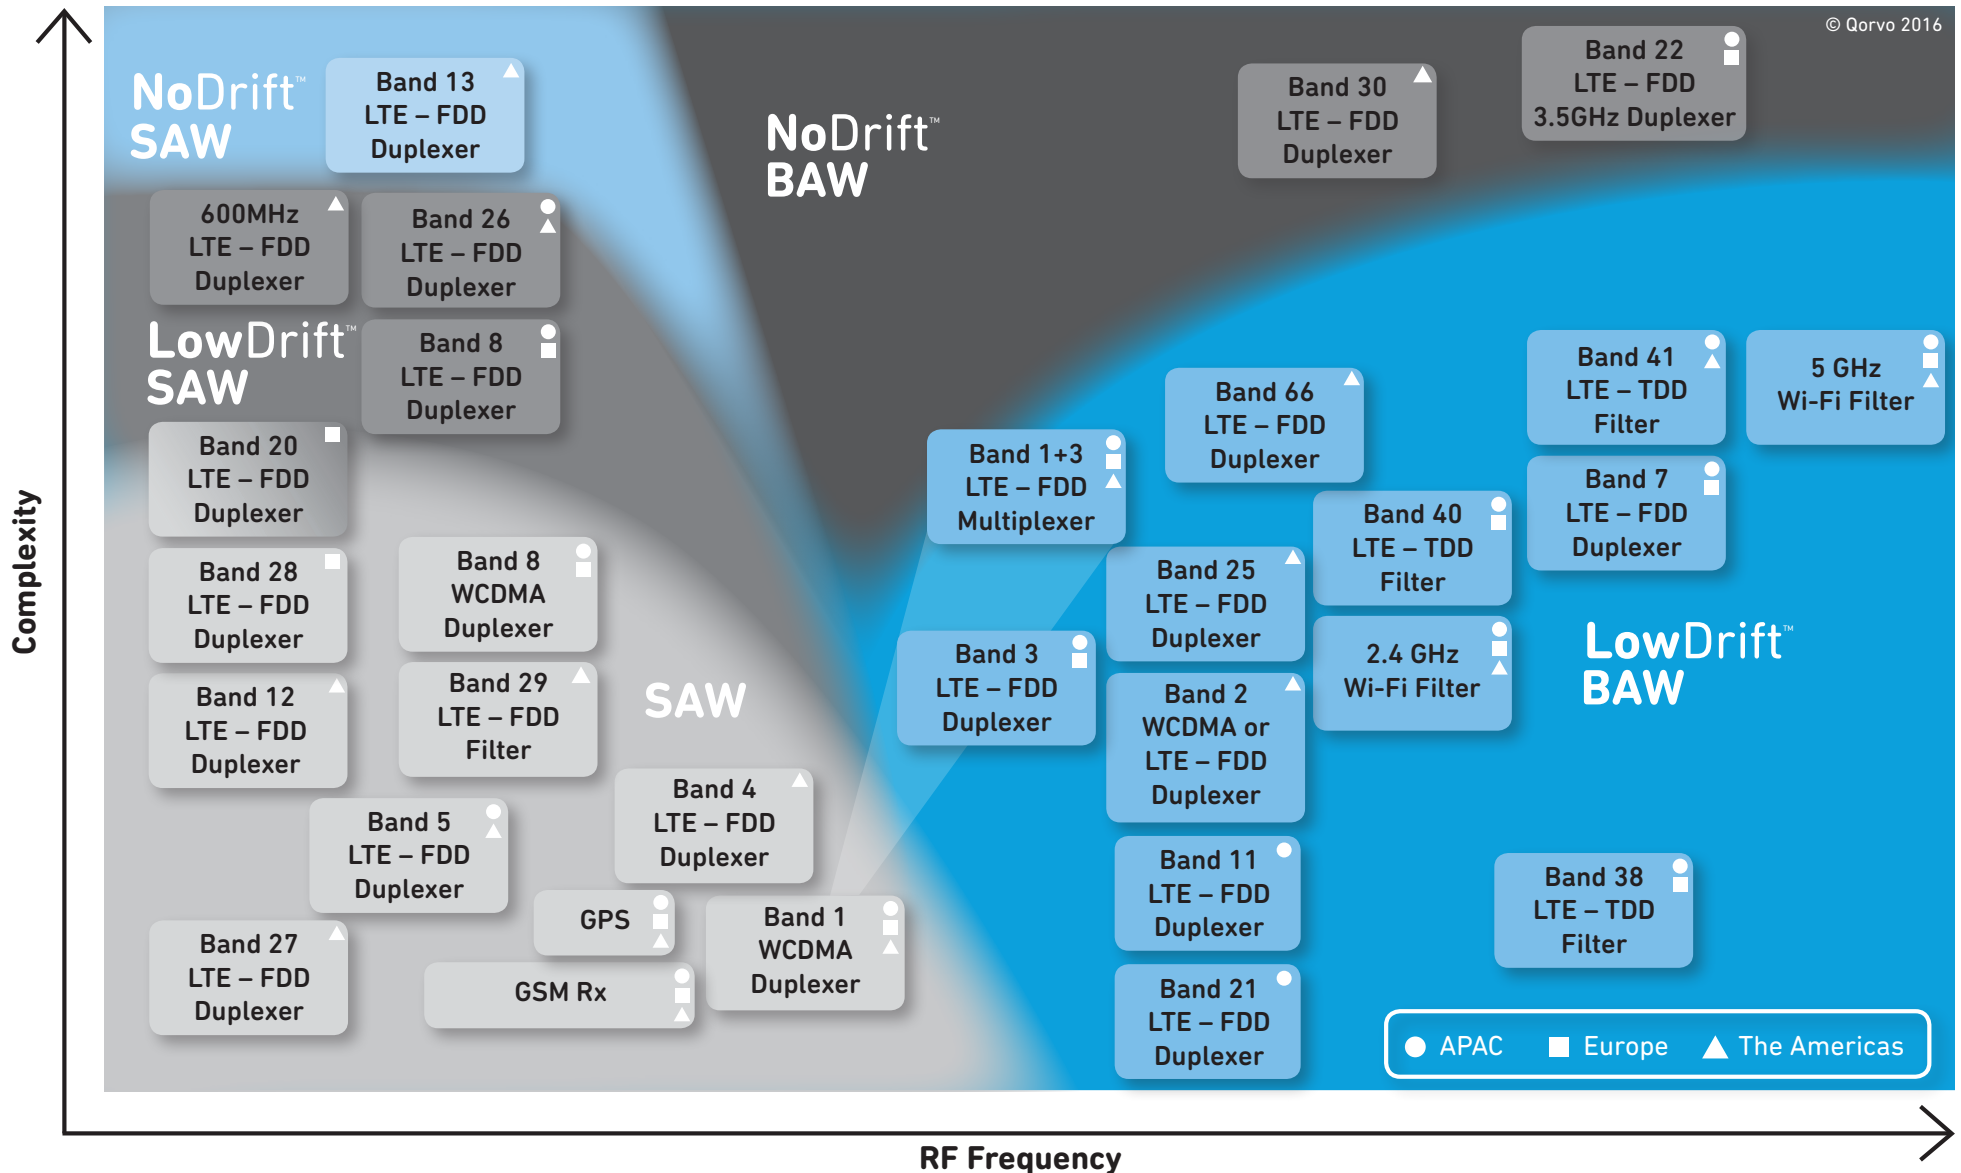 © Qorvo 2016
NoDrift™
SAW
Band 13
LTE – FDD
Duplexer
NoDrift™
BAW
Band 30
LTE – FDD
Duplexer
Band 22
LTE – FDD
3.5GHz Duplexer
600MHz
LTE – FDD
Duplexer
Band 26
LTE – FDD
Duplexer
LowDrift™
SAW
Band 8
LTE – FDD
Duplexer
Band 20
LTE – FDD
Duplexer
Band 28
LTE – FDD
Duplexer
Band 8
WCDMA
Duplexer
Band 12
LTE – FDD
Duplexer
Band 29
LTE – FDD
Filter
SAW
Band 5
LTE – FDD
Duplexer
Band 4
LTE – FDD
Duplexer
Band 27
LTE – FDD
Duplexer
GPS
GSM Rx
Band 1
WCDMA
Duplexer
Band 1+3
LTE – FDD
Multiplexer
Band 66
LTE – FDD
Duplexer
Band 41
LTE – TDD
Filter
5 GHz
Wi-Fi Filter
Band 40
LTE – TDD
Filter
Band 7
LTE – FDD
Duplexer
Band 25
LTE – FDD
Duplexer
Band 3
LTE – FDD
Duplexer
2.4 GHz
Wi-Fi Filter
LowDrift™
BAW
Band 2
WCDMA or
LTE – FDD
Duplexer
Band 11
LTE – FDD
Duplexer
Band 38
LTE – TDD
Filter
Band 21
LTE – FDD
Duplexer
APAC
Europe
The Americas
Complexity
RF Frequency